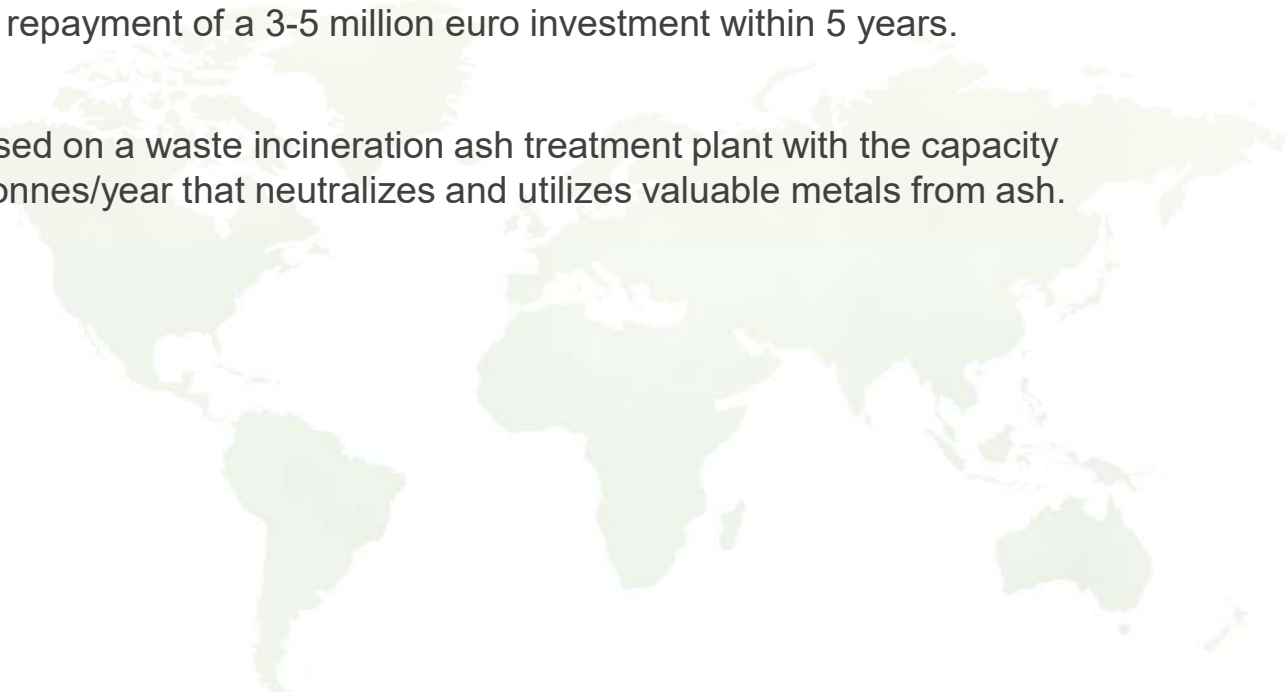 repayment of a 3-5 million euro investment within 5 years.
sed on a waste incineration ash treatment plant with the capacity
onnes/year that neutralizes and utilizes valuable metals from ash.